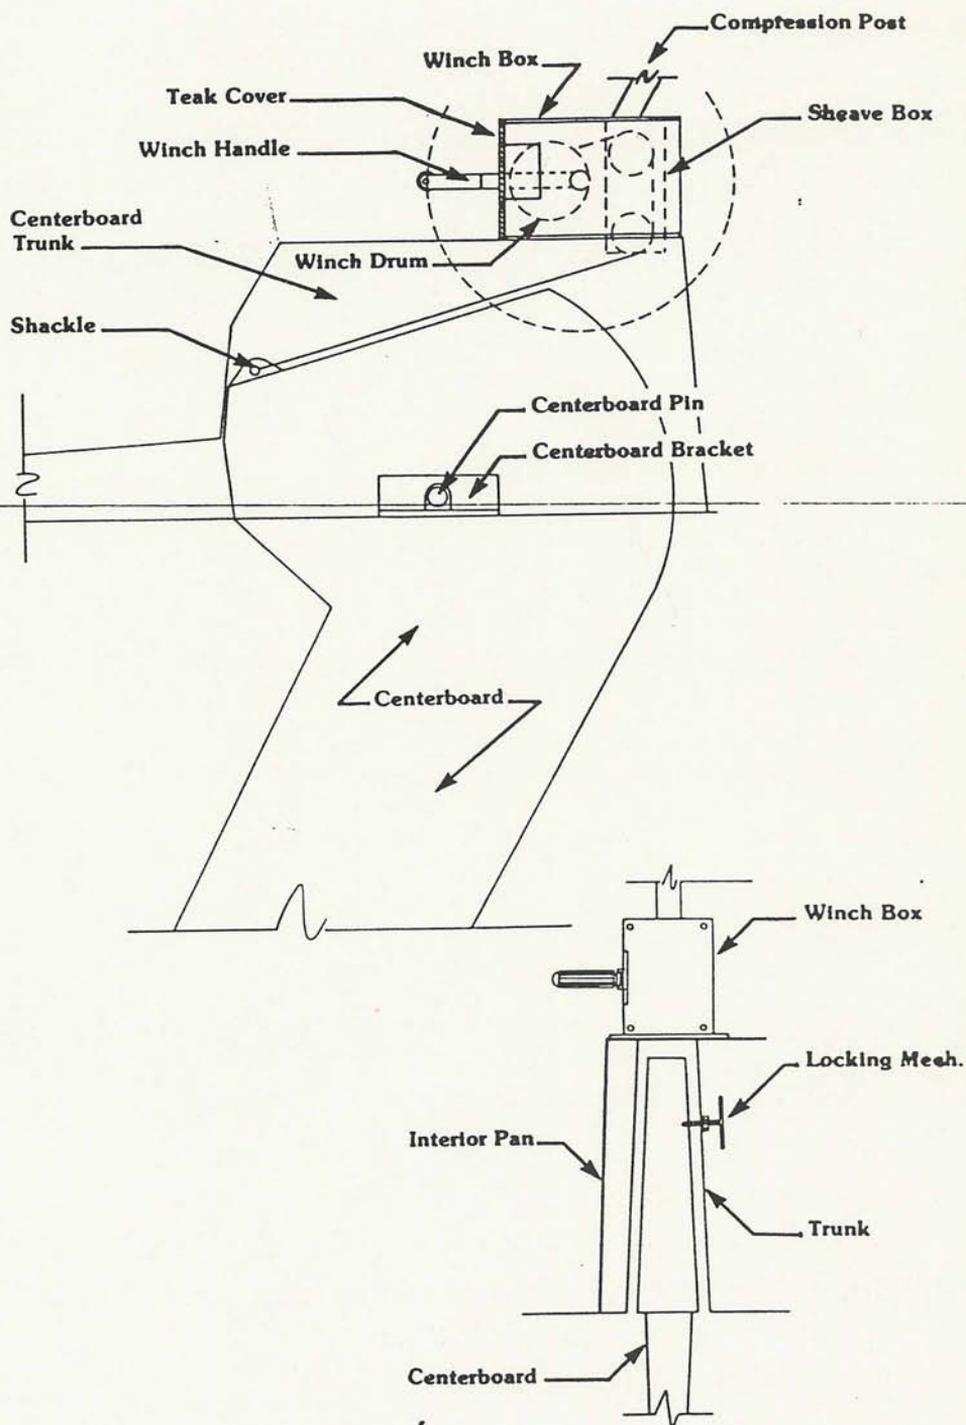 Compression Post
Winch Box
Teak Cover
Sheave Box
Winch Handle
Centerboard
Trunk
Winch Drum
Shackle
Centerboard Pin
Centerboard Bracket
Centerboard
Winch Box
Locking Mech.
Interior Pan
Trunk
Centerboard